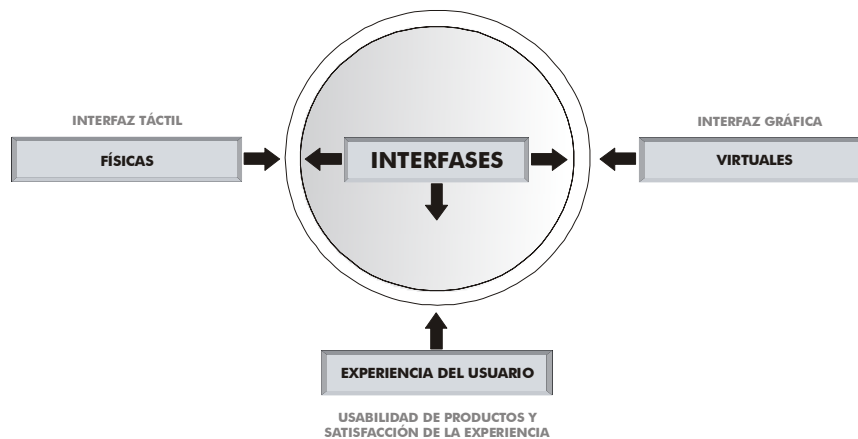 INTERFAZ TÁCTIL
INTERFAZ GRÁFICA
FÍSICAS
INTERFASES
VIRTUALES
EXPERIENCIA DEL USUARIO
USABILIDAD DE PRODUCTOS Y
SATISFACCIÓN DE LA EXPERIENCIA